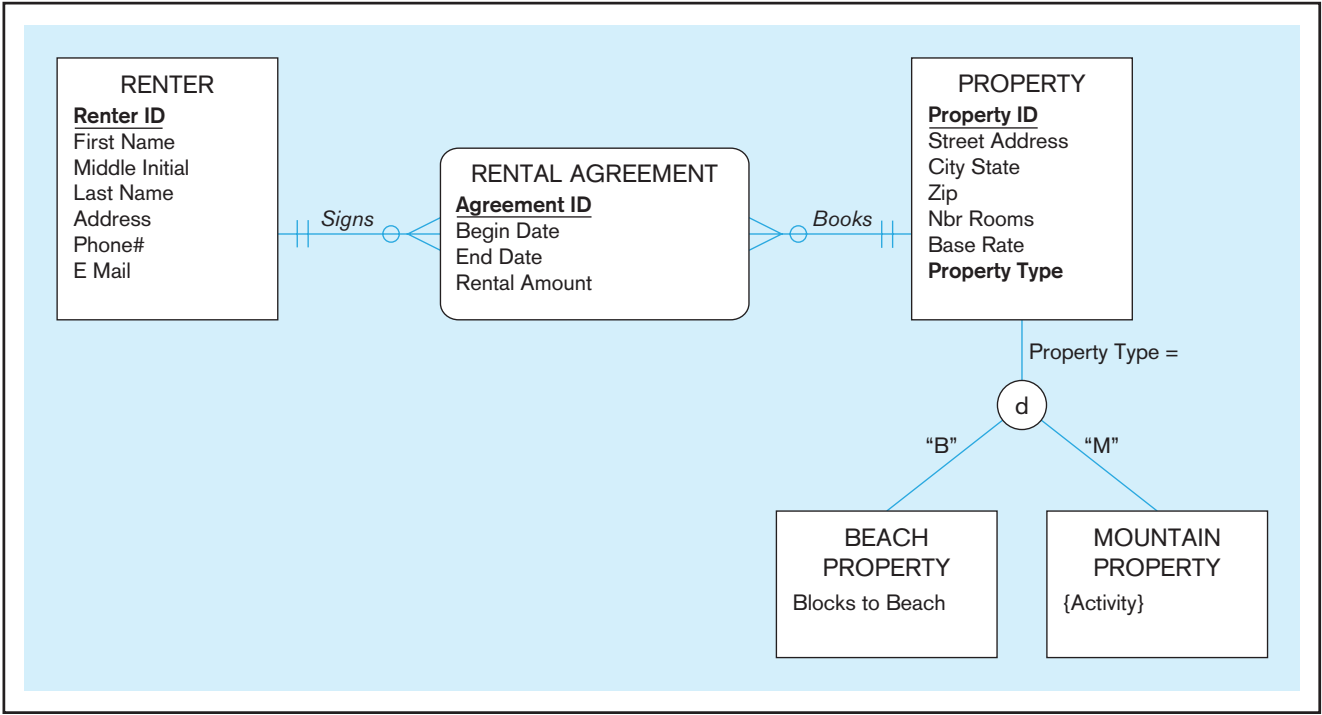 RENTER
Renter ID
First Name
Middle Initial
Last Name
Address
Phone#
E Mail
Signs
RENTAL AGREEMENT
Agreement ID
Begin Date
End Date
Rental Amount
Books
PROPERTY
Property ID
Street Address
City State
Zip
Nbr Rooms
Base Rate
Property Type
Property Type =
d
“B”
“M”
BEACH
PROPERTY
Blocks to Beach
MOUNTAIN
PROPERTY
{Activity}